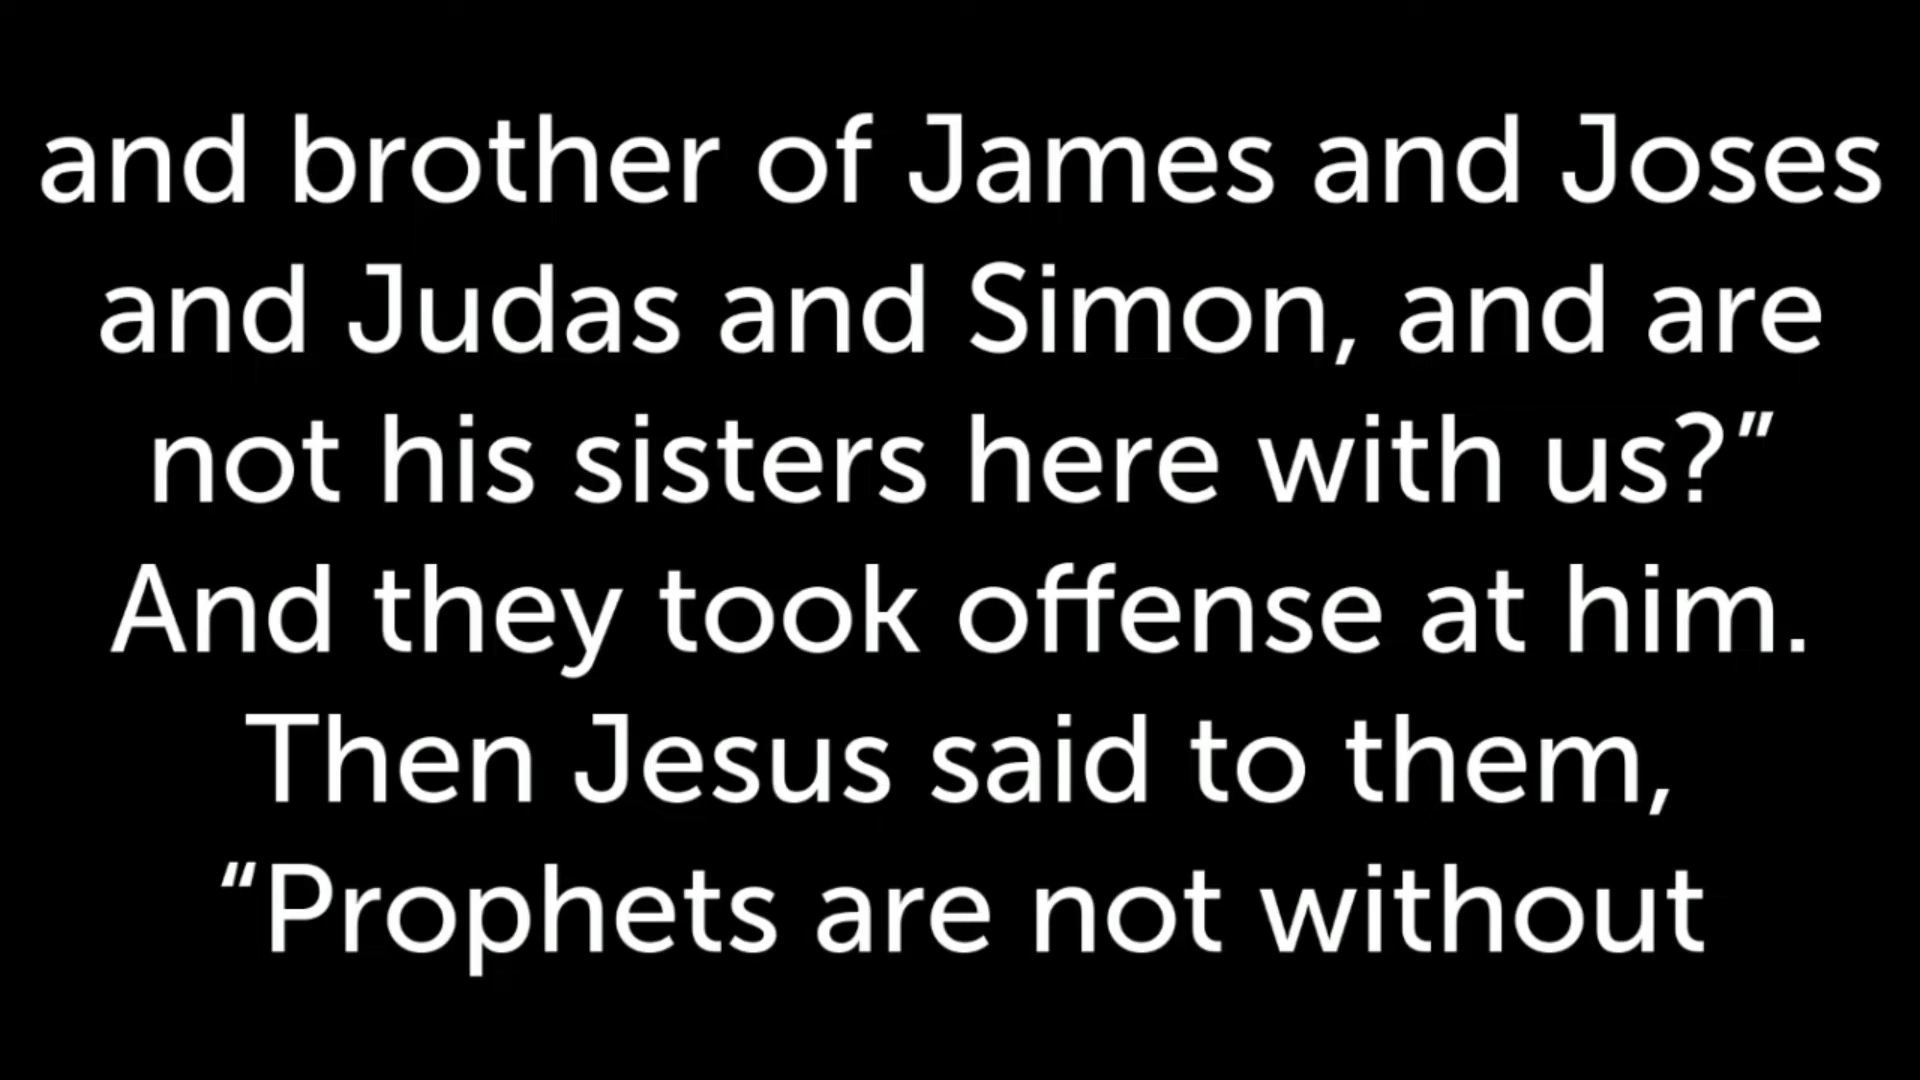 and brother of James and Joses
and Judas and Simon, and are
not his sisters here with us?”
And they took offense at him.
Then Jesus said to them,
“Prophets are not without